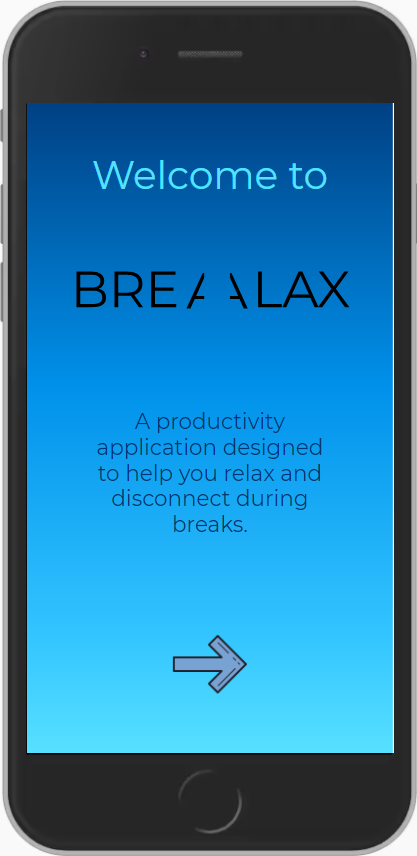 Welcome to
BREALAX
A productivity
application designed
to help you relax and
disconnect during
breaks.